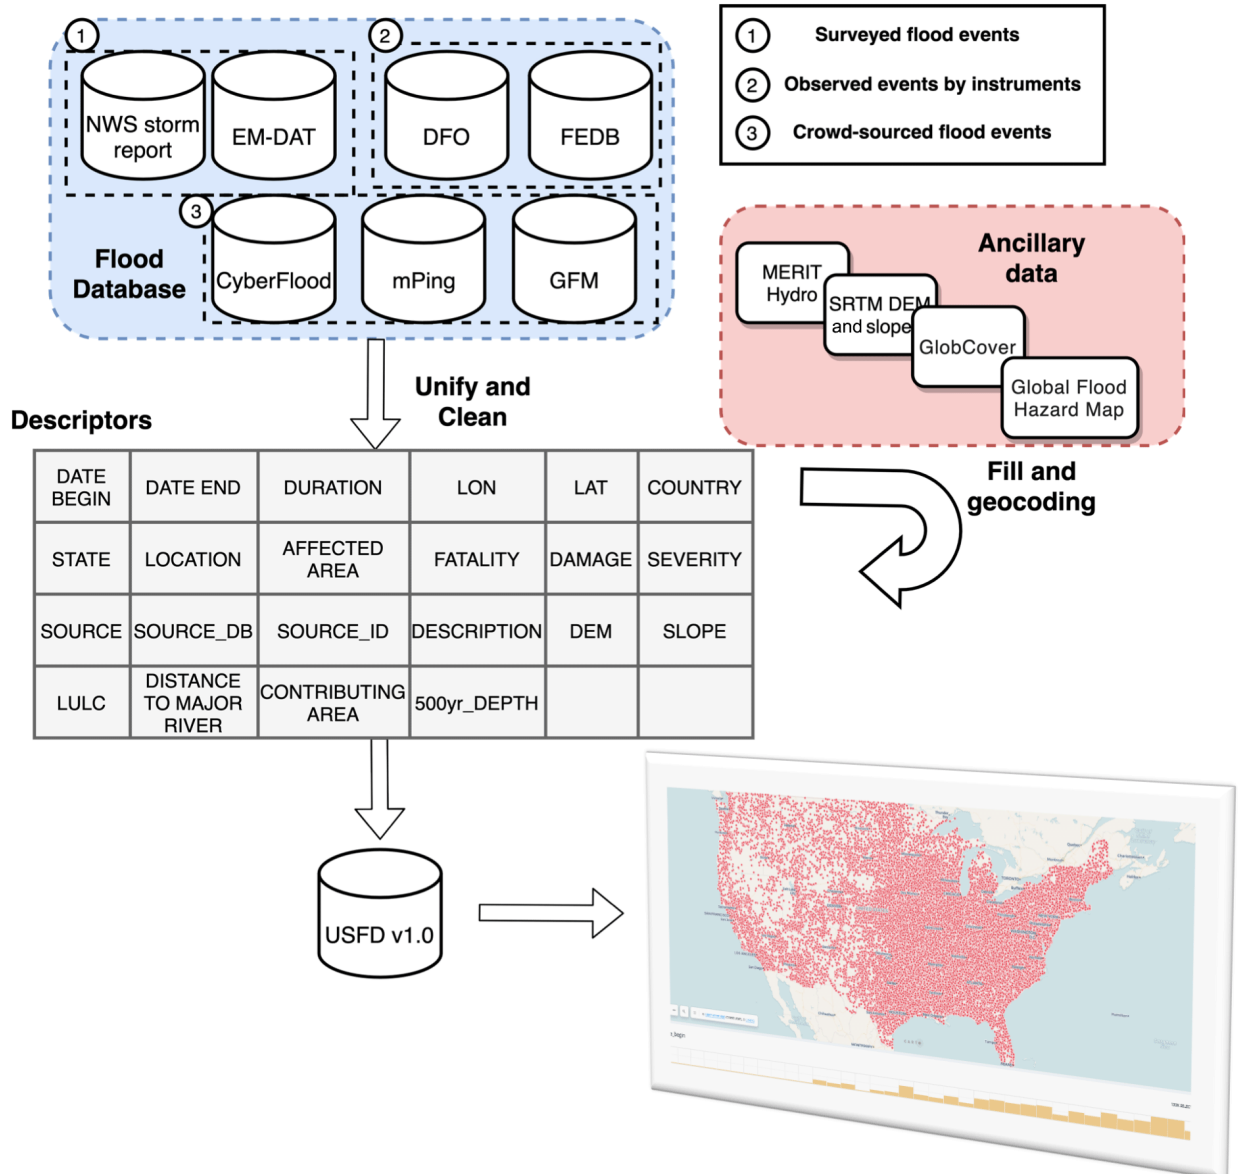 1
NWS storm
report
EM-DAT
2
DFO
FEDB
3
CyberFlood
mPing
GFM
Flood
Database
1 Surveyed flood events
2 Observed events by instruments
3 Crowd-sourced flood events
Ancillary
data
MERIT
Hydro
SRTM DEM
and slope
GlobCover
Global Flood
Hazard Map
Unify and
Clean
Fill and
geocoding
Descriptors
DATE
BEGIN
DATE END
DURATION
LON
LAT
COUNTRY
STATE
LOCATION
AFFECTED
AREA
FATALITY
DAMAGE
SEVERITY
SOURCE
SOURCE_DB
SOURCE_ID
DESCRIPTION
DEM
SLOPE
LULC
DISTANCE
TO MAJOR
RIVER
CONTRIBUTING
AREA
500yr_DEPTH
USFD v1.0